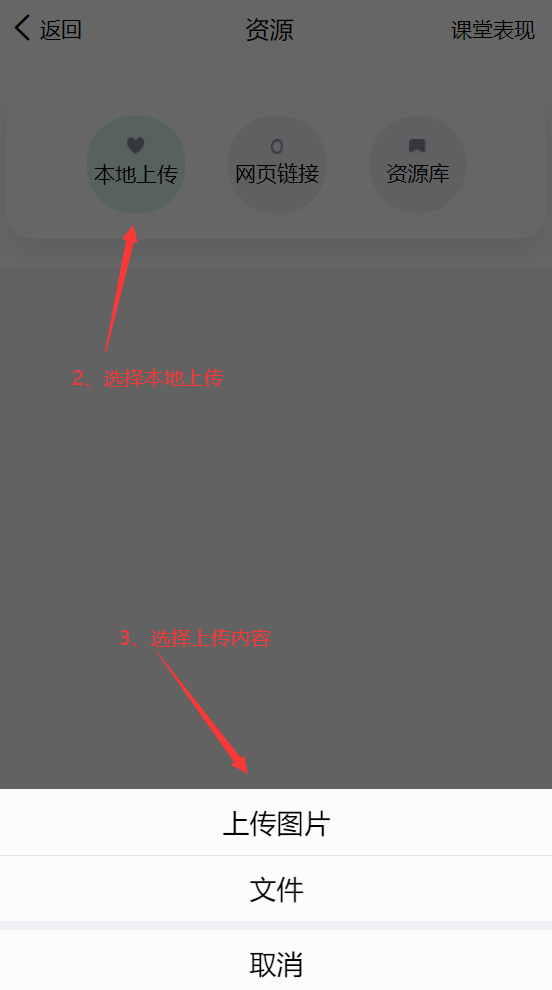 返回
资源
课堂表现
本地上传
网页链接
资源库
2、选择本地上传
3、选择上传内容
上传图片
文件
取消